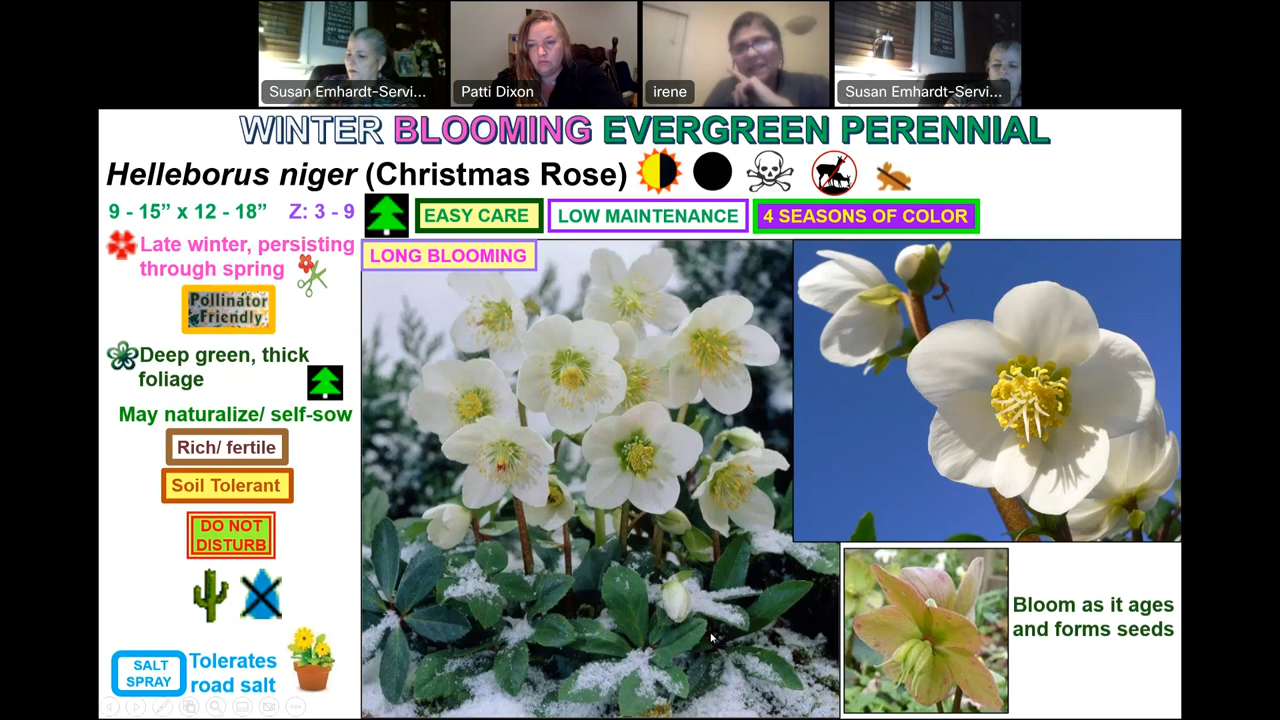 Susan Emhardt-Servi...
Patti Dixon
irene
Susan Emhardt-Servi...
WINTER BLOOMING EVERGREEN PERENNIAL
Helleborus niger (Christmas Rose)
9 - 15” x 12 - 18” Z: 3 - 9
EASY CARE
LOW MAINTENANCE
4 SEASONS OF COLOR
Late winter, persisting
through spring
LONG BLOOMING
Pollinator
Friendly
Deep green, thick
foliage
May naturalize/ self-sow
Rich/ fertile
Soil Tolerant
DO NOT
DISTURB
SALT
SPRAY
Tolerates
road salt
Bloom as it ages
and forms seeds